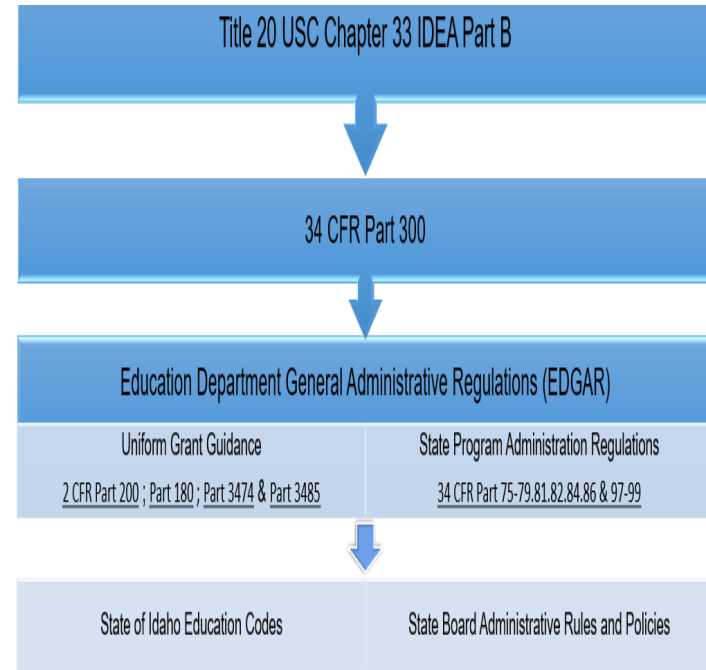 Title 20 USC Chapter 33 IDEA Part B
34 CFR Part 300
Education Department General Administrative Regulations (EDGAR)
Uniform Grant Guidance
2 CFR Part 200 ; Part 180 ; Part 3474 & Part 3485
State Program Administration Regulations
34 CFR Part 75-79.81.82.84.86 & 97-99
State of Idaho Education Codes
State Board Administrative Rules and Policies